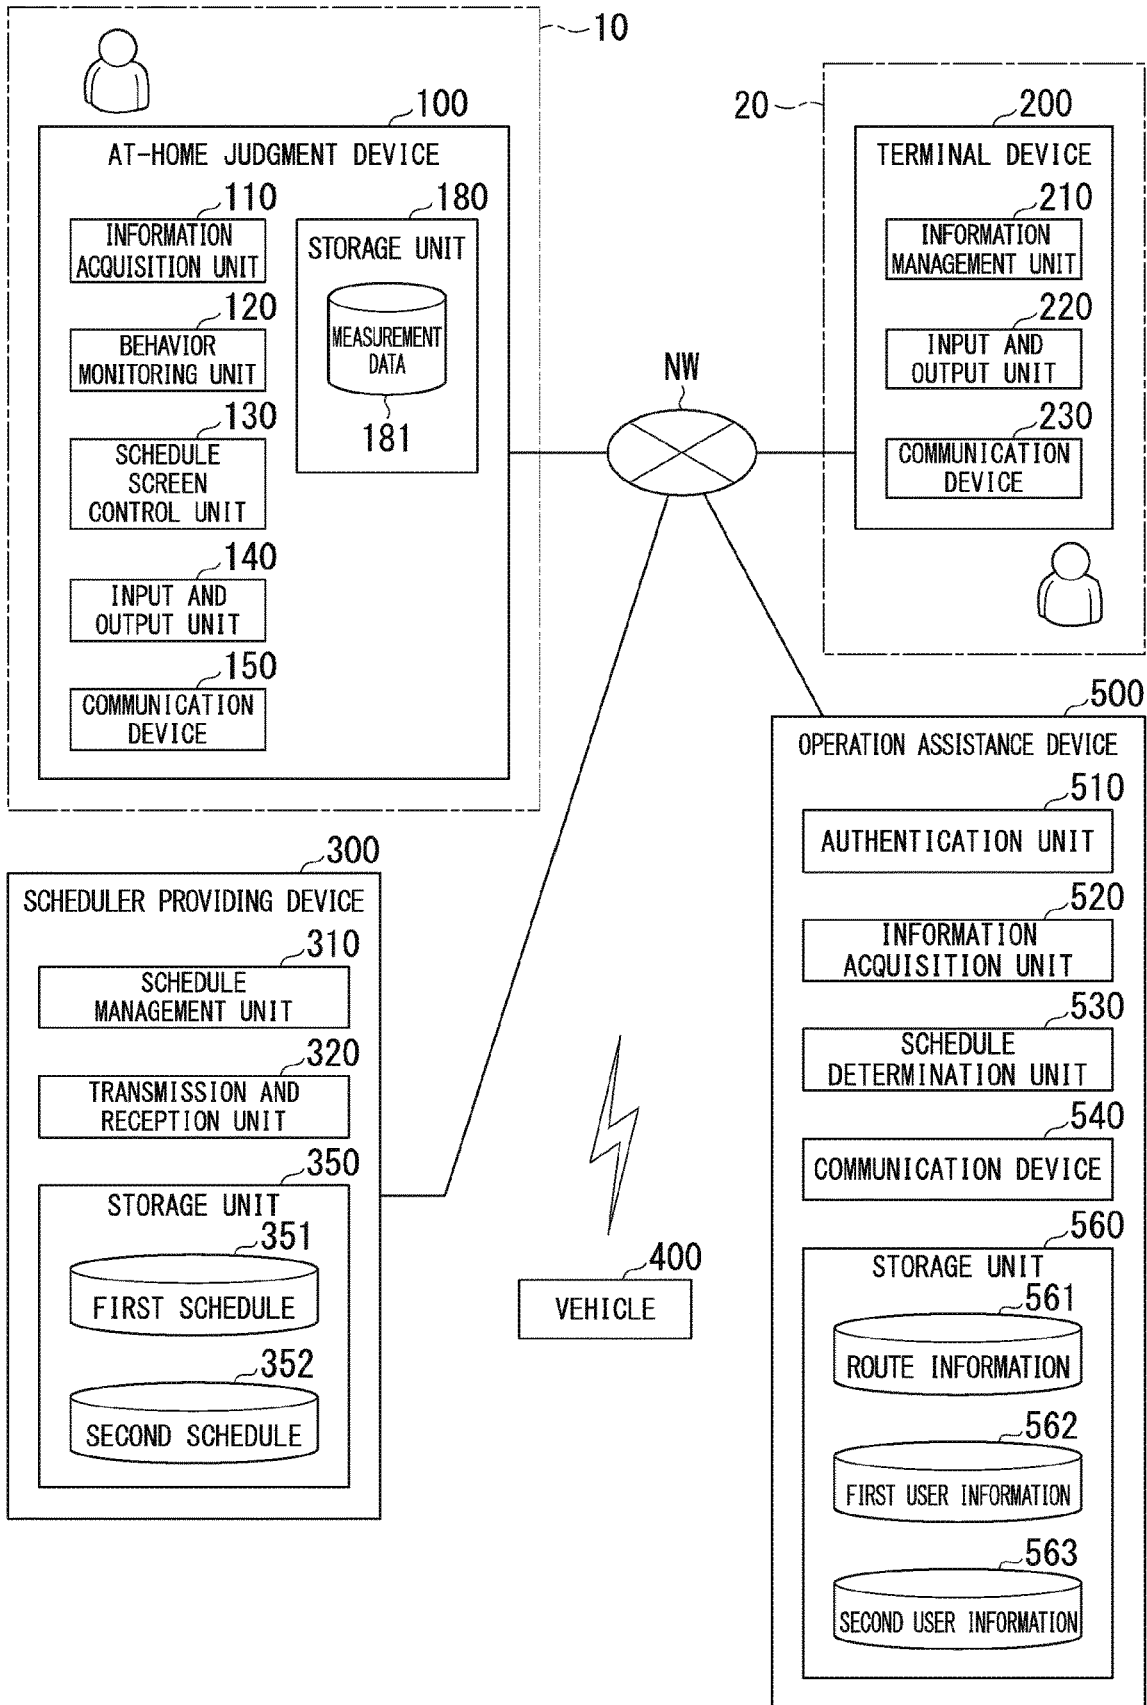 10
100
AT-HOME JUDGMENT DEVICE
110
INFORMATION
ACQUISITION UNIT
120
BEHAVIOR
MONITORING UNIT
130
SCHEDULE
SCREEN
CONTROL UNIT
140
INPUT AND
OUTPUT UNIT
150
COMMUNICATION
DEVICE
180
STORAGE UNIT
MEASUREMENT
DATA
181
NW
20
200
TERMINAL DEVICE
210
INFORMATION
MANAGEMENT UNIT
220
INPUT AND
OUTPUT UNIT
230
COMMUNICATION
DEVICE
300
SCHEDULER PROVIDING DEVICE
310
SCHEDULE
MANAGEMENT UNIT
320
TRANSMISSION AND
RECEPTION UNIT
350
STORAGE UNIT
351
FIRST SCHEDULE
352
SECOND SCHEDULE
400
VEHICLE
500
OPERATION ASSISTANCE DEVICE
510
AUTHENTICATION UNIT
520
INFORMATION
ACQUISITION UNIT
530
SCHEDULE
DETERMINATION UNIT
540
COMMUNICATION DEVICE
560
STORAGE UNIT
561
ROUTE INFORMATION
562
FIRST USER INFORMATION
563
SECOND USER INFORMATION